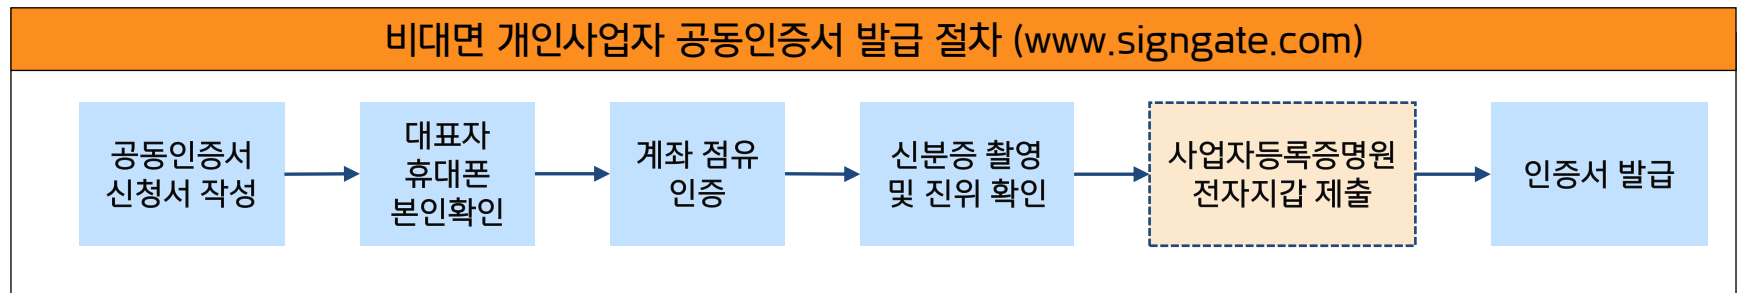 비대면 개인사업자 공동인증서 발급 절차 (www.signgate.com)
공동인증서
신청서 작성
대표자
휴대폰
본인확인
계좌 점유
인증
신분증 촬영
및 진위 확인
사업자등록증명원
전자지갑 제출
인증서 발급